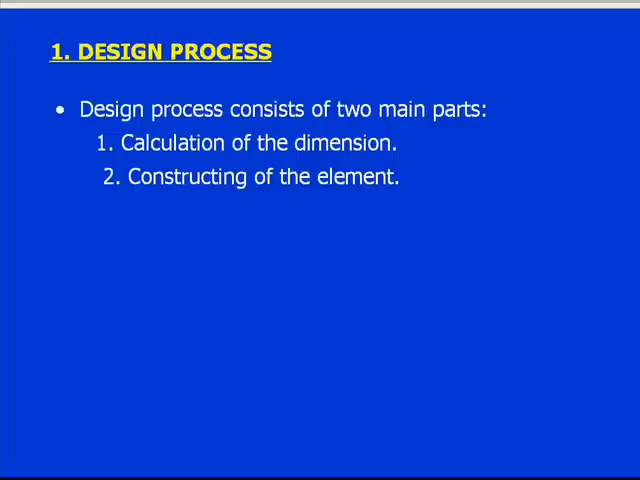 1. DESIGN PROCESS
• Design process consists of two main parts:
1. Calculation of the dimension.
2. Constructing of the element.